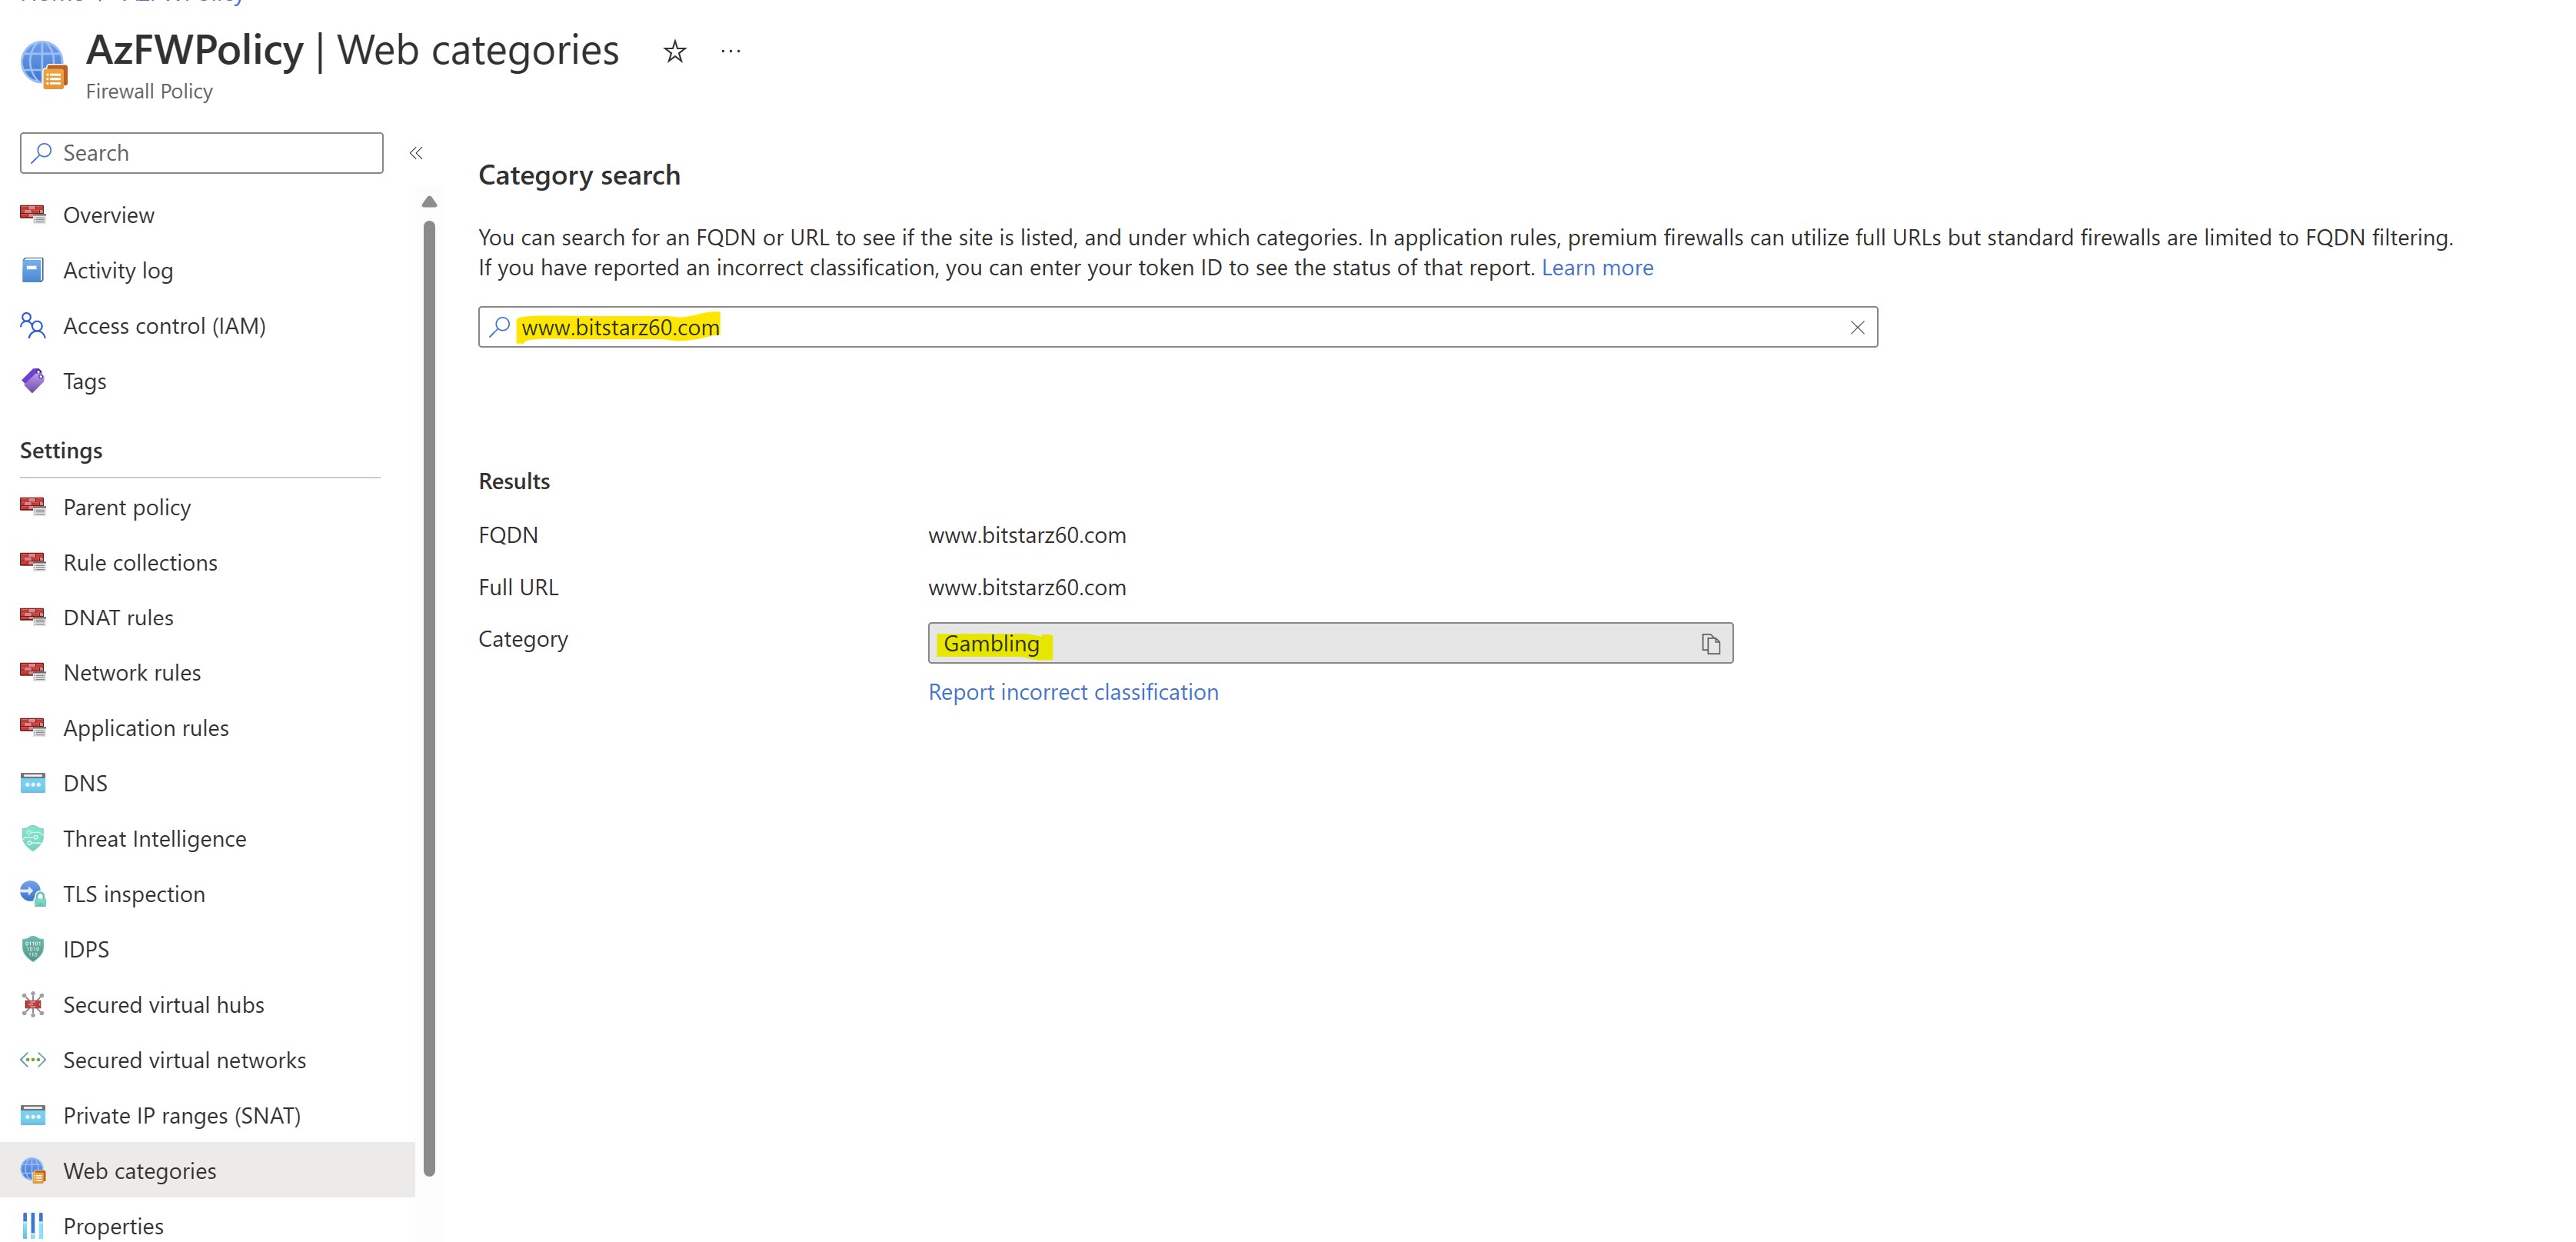 AzFWPolicy | Web categories
Firewall Policy
Search
Overview
Activity log
Access control (IAM)
Tags
Settings
Parent policy
Rule collections
DNAT rules
Network rules
Application rules
DNS
Threat Intelligence
TLS inspection
IDPS
Secured virtual hubs
Secured virtual networks
Private IP ranges (SNAT)
Web categories
Properties
Category search
You can search for an FQDN or URL to see if the site is listed, and under which categories. In application rules, premium firewalls can utilize full URLs but standard firewalls are limited to FQDN filtering.
If you have reported an incorrect classification, you can enter your token ID to see the status of that report. Learn more
www.bitstarz60.com
Results
FQDN www.bitstarz60.com
Full URL www.bitstarz60.com
Category Gambling
Report incorrect classification